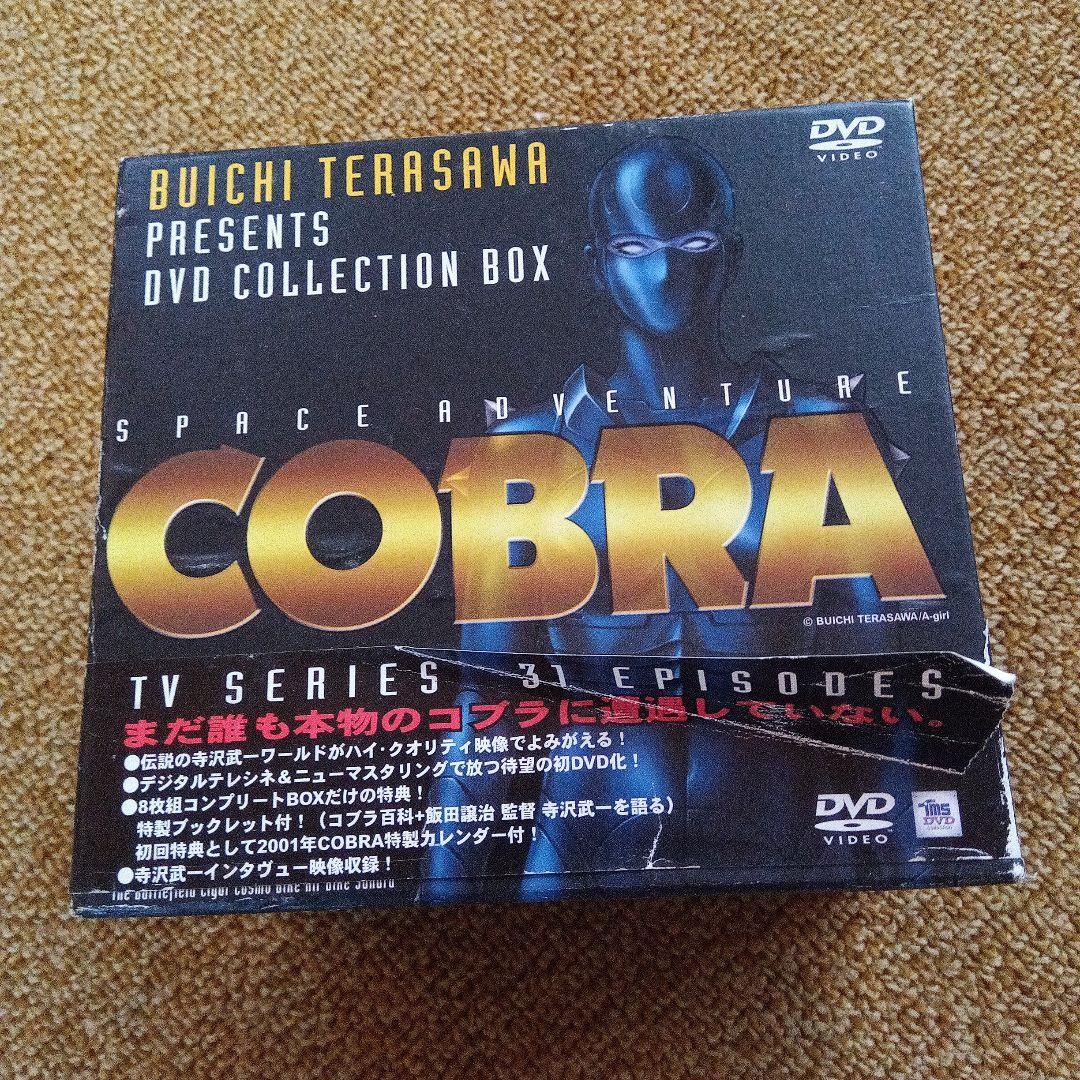 BUICHI TERASAWA
DVD
VIDEO
PRESENTS
DVD COLLECTION BOX
SPACE ADVENTURE
COBRA
© BUICHI TERASAWA/A-girl
TV SERIES 31 EPISODES
まだ誰も本物のコブラに遭遇していない。
●伝説の寺沢武一ワールドがハイ・クオリティ映像でよみがえる！
●デジタルテレシネ&ニューマスタリングで放つ待望の初DVD化！
●8枚組コンプリートBOXだけの特典！
特製ブックレット付！（コブラ百科+飯田譲治 監督 寺沢武一を語る）
初回特典として2001年COBRA特製カレンダー付！
●寺沢武一インタヴュー映像収録！
DVD
VIDEO
tms
DVD
The Battlefield Cigar Cosmo Bike Air Bike